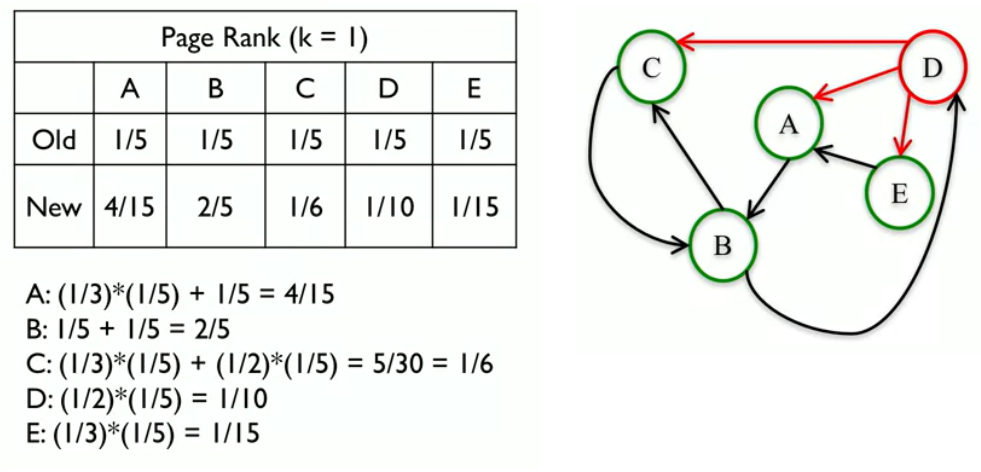 Page Rank (k = 1)
A B C D E
Old 1/5 1/5 1/5 1/5 1/5
New 4/15 2/5 1/6 1/10 1/15
A: (1/3)*(1/5) + 1/5 = 4/15
B: 1/5 + 1/5 = 2/5
C: (1/3)*(1/5) + (1/2)*(1/5) = 5/30 = 1/6
D: (1/2)*(1/5) = 1/10
E: (1/3)*(1/5) = 1/15
C
D
A
E
B